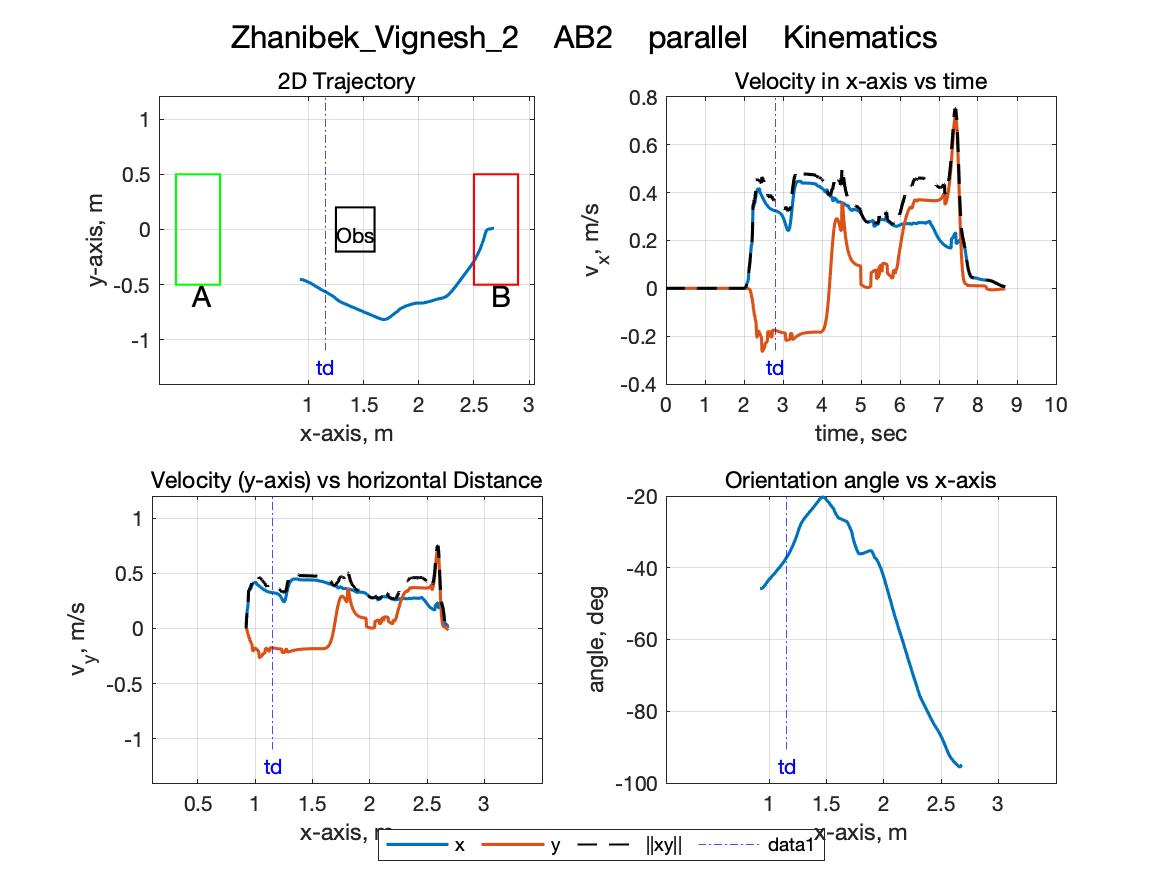 Zhanibek_Vignesh_2 AB2 parallel Kinematics
2D Trajectory
1
0.5
0
-0.5
-1
y-axis, m
A
Obs
B
td
1 1.5 2 2.5 3
x-axis, m
Velocity in x-axis vs time
0.8
0.6
0.4
0.2
0
-0.2
-0.4
v_x, m/s
td
0 1 2 3 4 5 6 7 8 9 10
time, sec
Velocity (y-axis) vs horizontal Distance
1
0.5
0
-0.5
-1
v_y, m/s
td
0.5 1 1.5 2 2.5 3
x-axis, m
Orientation angle vs x-axis
-20
-40
-60
-80
-100
angle, deg
td
1 1.5 2 2.5 3
x-axis, m
x y ||xy|| data1